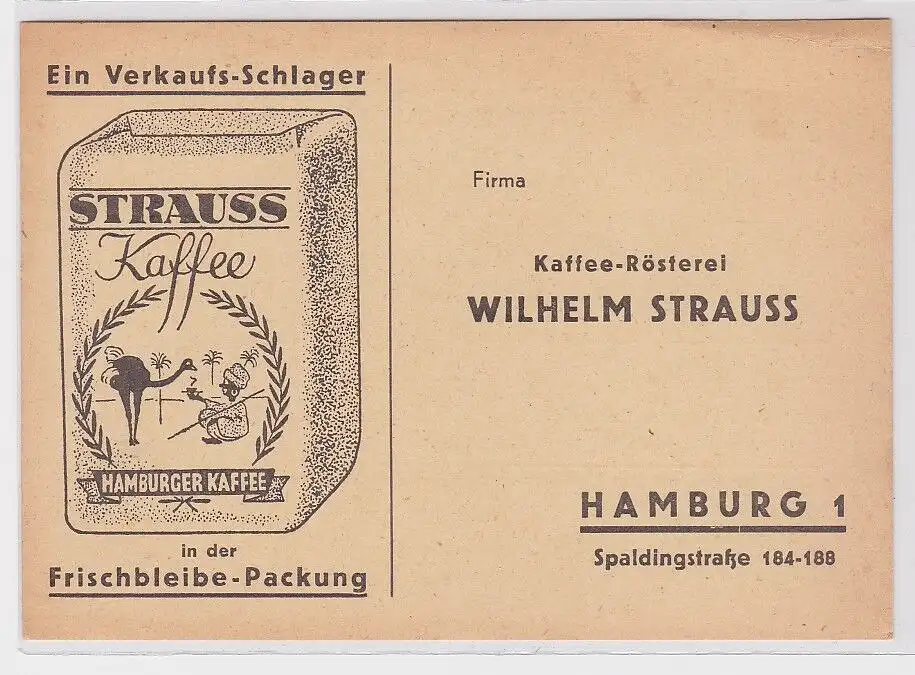 Ein Verkaufs-Schlager
STRAUSS
Kaffee
HAMBURGER KAFFEE
in der
Frischbleibe-Packung
Firma
Kaffee-Rösterei
WILHELM STRAUSS
HAMBURG 1
Spaldingstraße 184-188